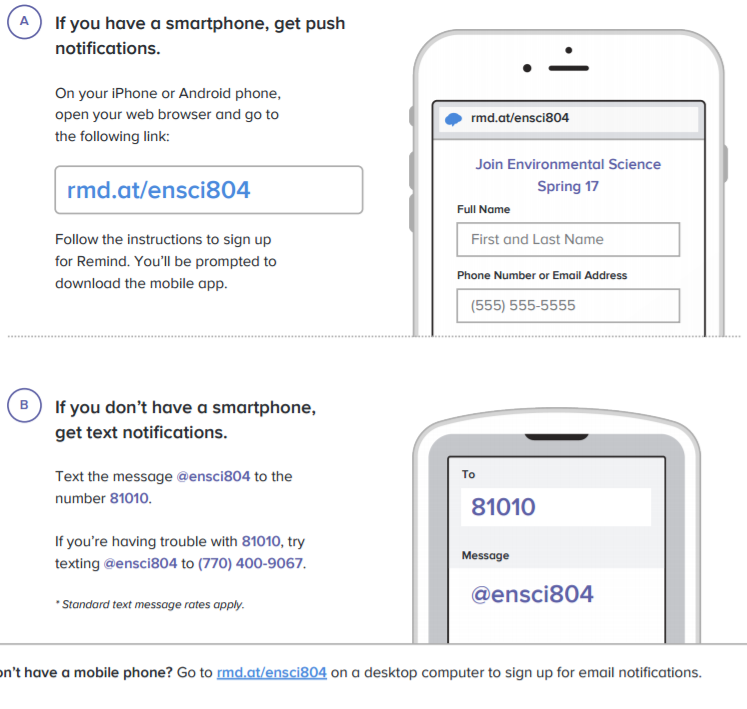 A
If you have a smartphone, get push
notifications.
On your iPhone or Android phone,
open your web browser and go to
the following link:
rmd.at/ensci804
Follow the instructions to sign up
for Remind. You’ll be prompted to
download the mobile app.
rmd.at/ensci804
Join Environmental Science
Spring 17
Full Name
First and Last Name
Phone Number or Email Address
(555) 555-5555
B
If you don’t have a smartphone,
get text notifications.
Text the message @ensci804 to the
number 81010.
If you’re having trouble with 81010, try
texting @ensci804 to (770) 400-9067.
* Standard text message rates apply.
To
81010
Message
@ensci804
on’t have a mobile phone? Go to rmd.at/ensci804 on a desktop computer to sign up for email notifications.